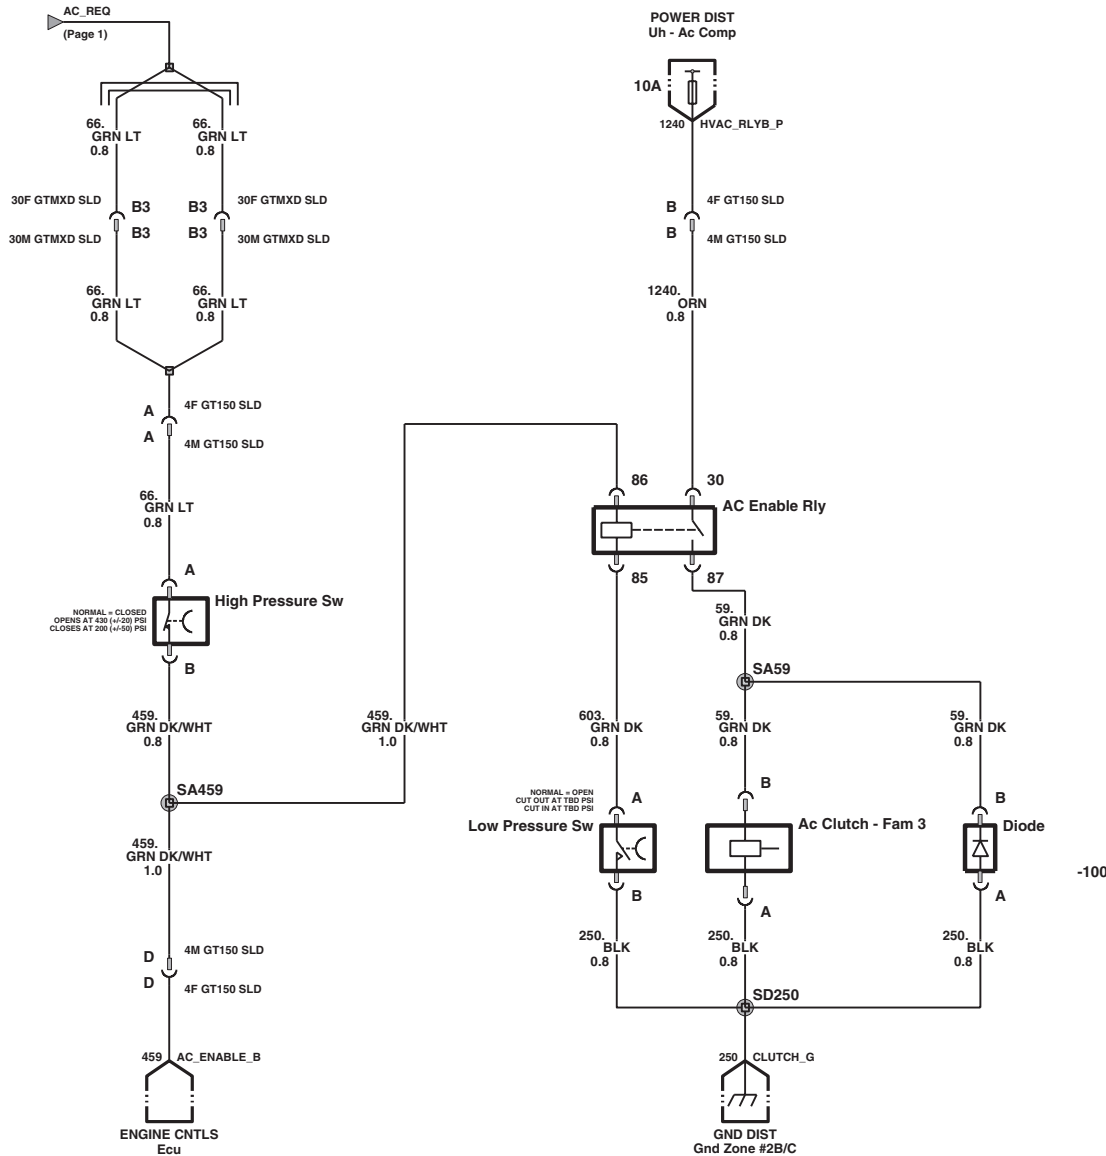 AC_REQ
(Page 1)
66.
GRN LT
0.8
66.
GRN LT
0.8
30F GTMXD SLD
B3
B3
30F GTMXD SLD
30M GTMXD SLD
B3
B3
30M GTMXD SLD
66.
GRN LT
0.8
66.
GRN LT
0.8
A
4F GT150 SLD
A
4M GT150 SLD
66.
GRN LT
0.8
A
High Pressure Sw
NORMAL = CLOSED
OPENS AT 430 (+/-20) PSI
CLOSES AT 200 (+/-50) PSI
B
459.
GRN DK/WHT
0.8
459.
GRN DK/WHT
1.0
SA459
459.
GRN DK/WHT
1.0
D
4M GT150 SLD
D
4F GT150 SLD
459
AC_ENABLE_B
ENGINE CNTLS
Ecu
POWER DIST
Uh - Ac Comp
10A
1240
HVAC_RLYB_P
B
4F GT150 SLD
B
4M GT150 SLD
1240.
ORN
0.8
86
30
AC Enable Rly
85
87
59.
GRN DK
0.8
SA59
603.
GRN DK
0.8
59.
GRN DK
0.8
59.
GRN DK
0.8
NORMAL = OPEN
CUT OUT AT TBD PSI
CUT IN AT TBD PSI
A
B
B
Low Pressure Sw
Ac Clutch - Fam 3
Diode
-100
B
A
A
250.
BLK
0.8
250.
BLK
0.8
250.
BLK
0.8
SD250
250
CLUTCH_G
GND DIST
Gnd Zone #2B/C